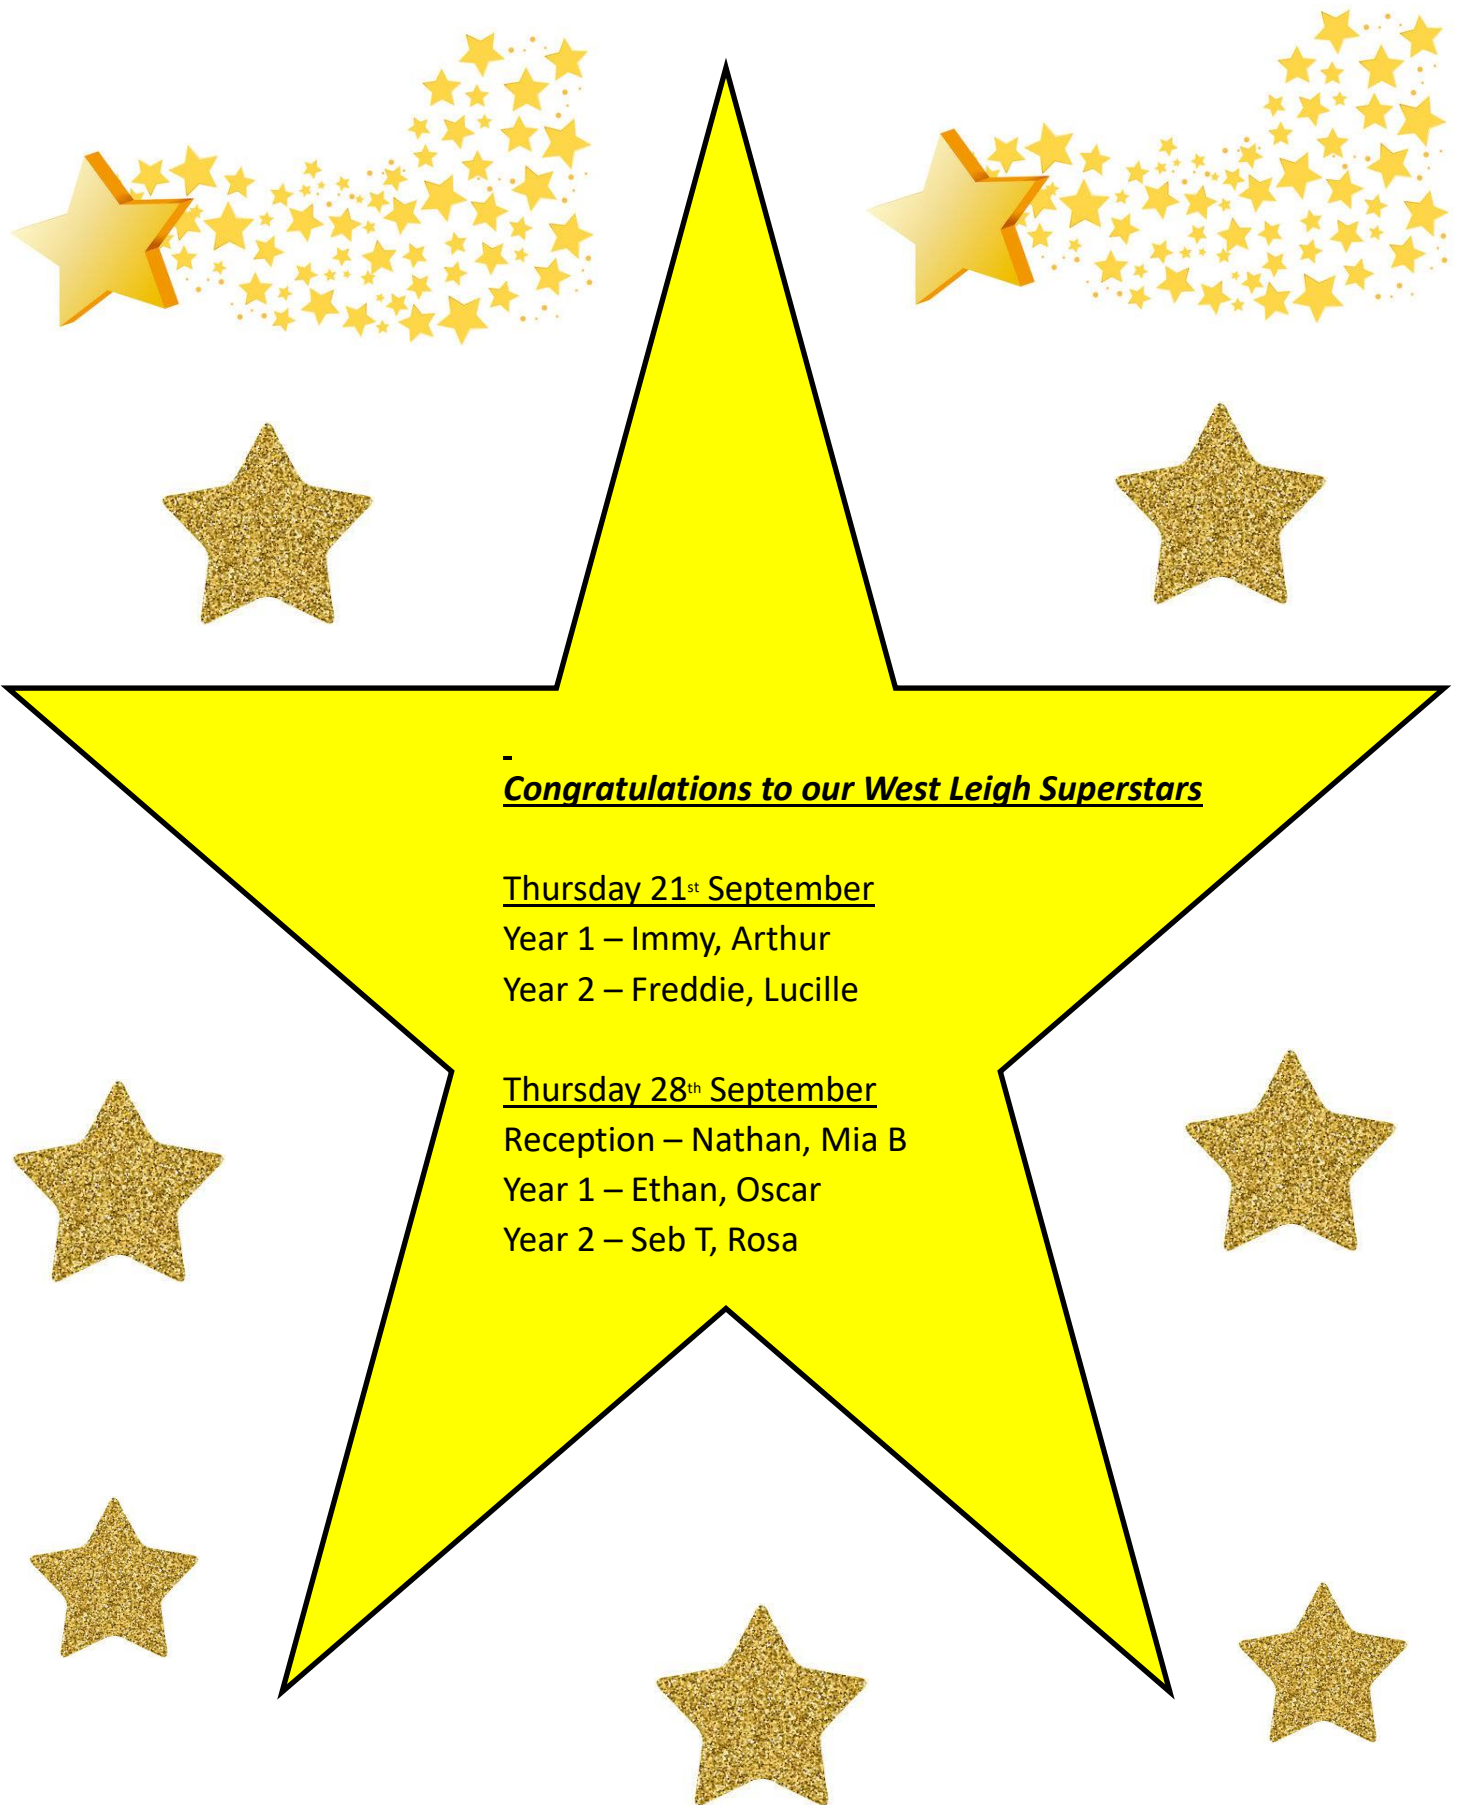 Congratulations to our West Leigh Superstars
Thursday 21st September
Year 1 – Immy, Arthur
Year 2 – Freddie, Lucille
Thursday 28th September
Reception – Nathan, Mia B
Year 1 – Ethan, Oscar
Year 2 – Seb T, Rosa